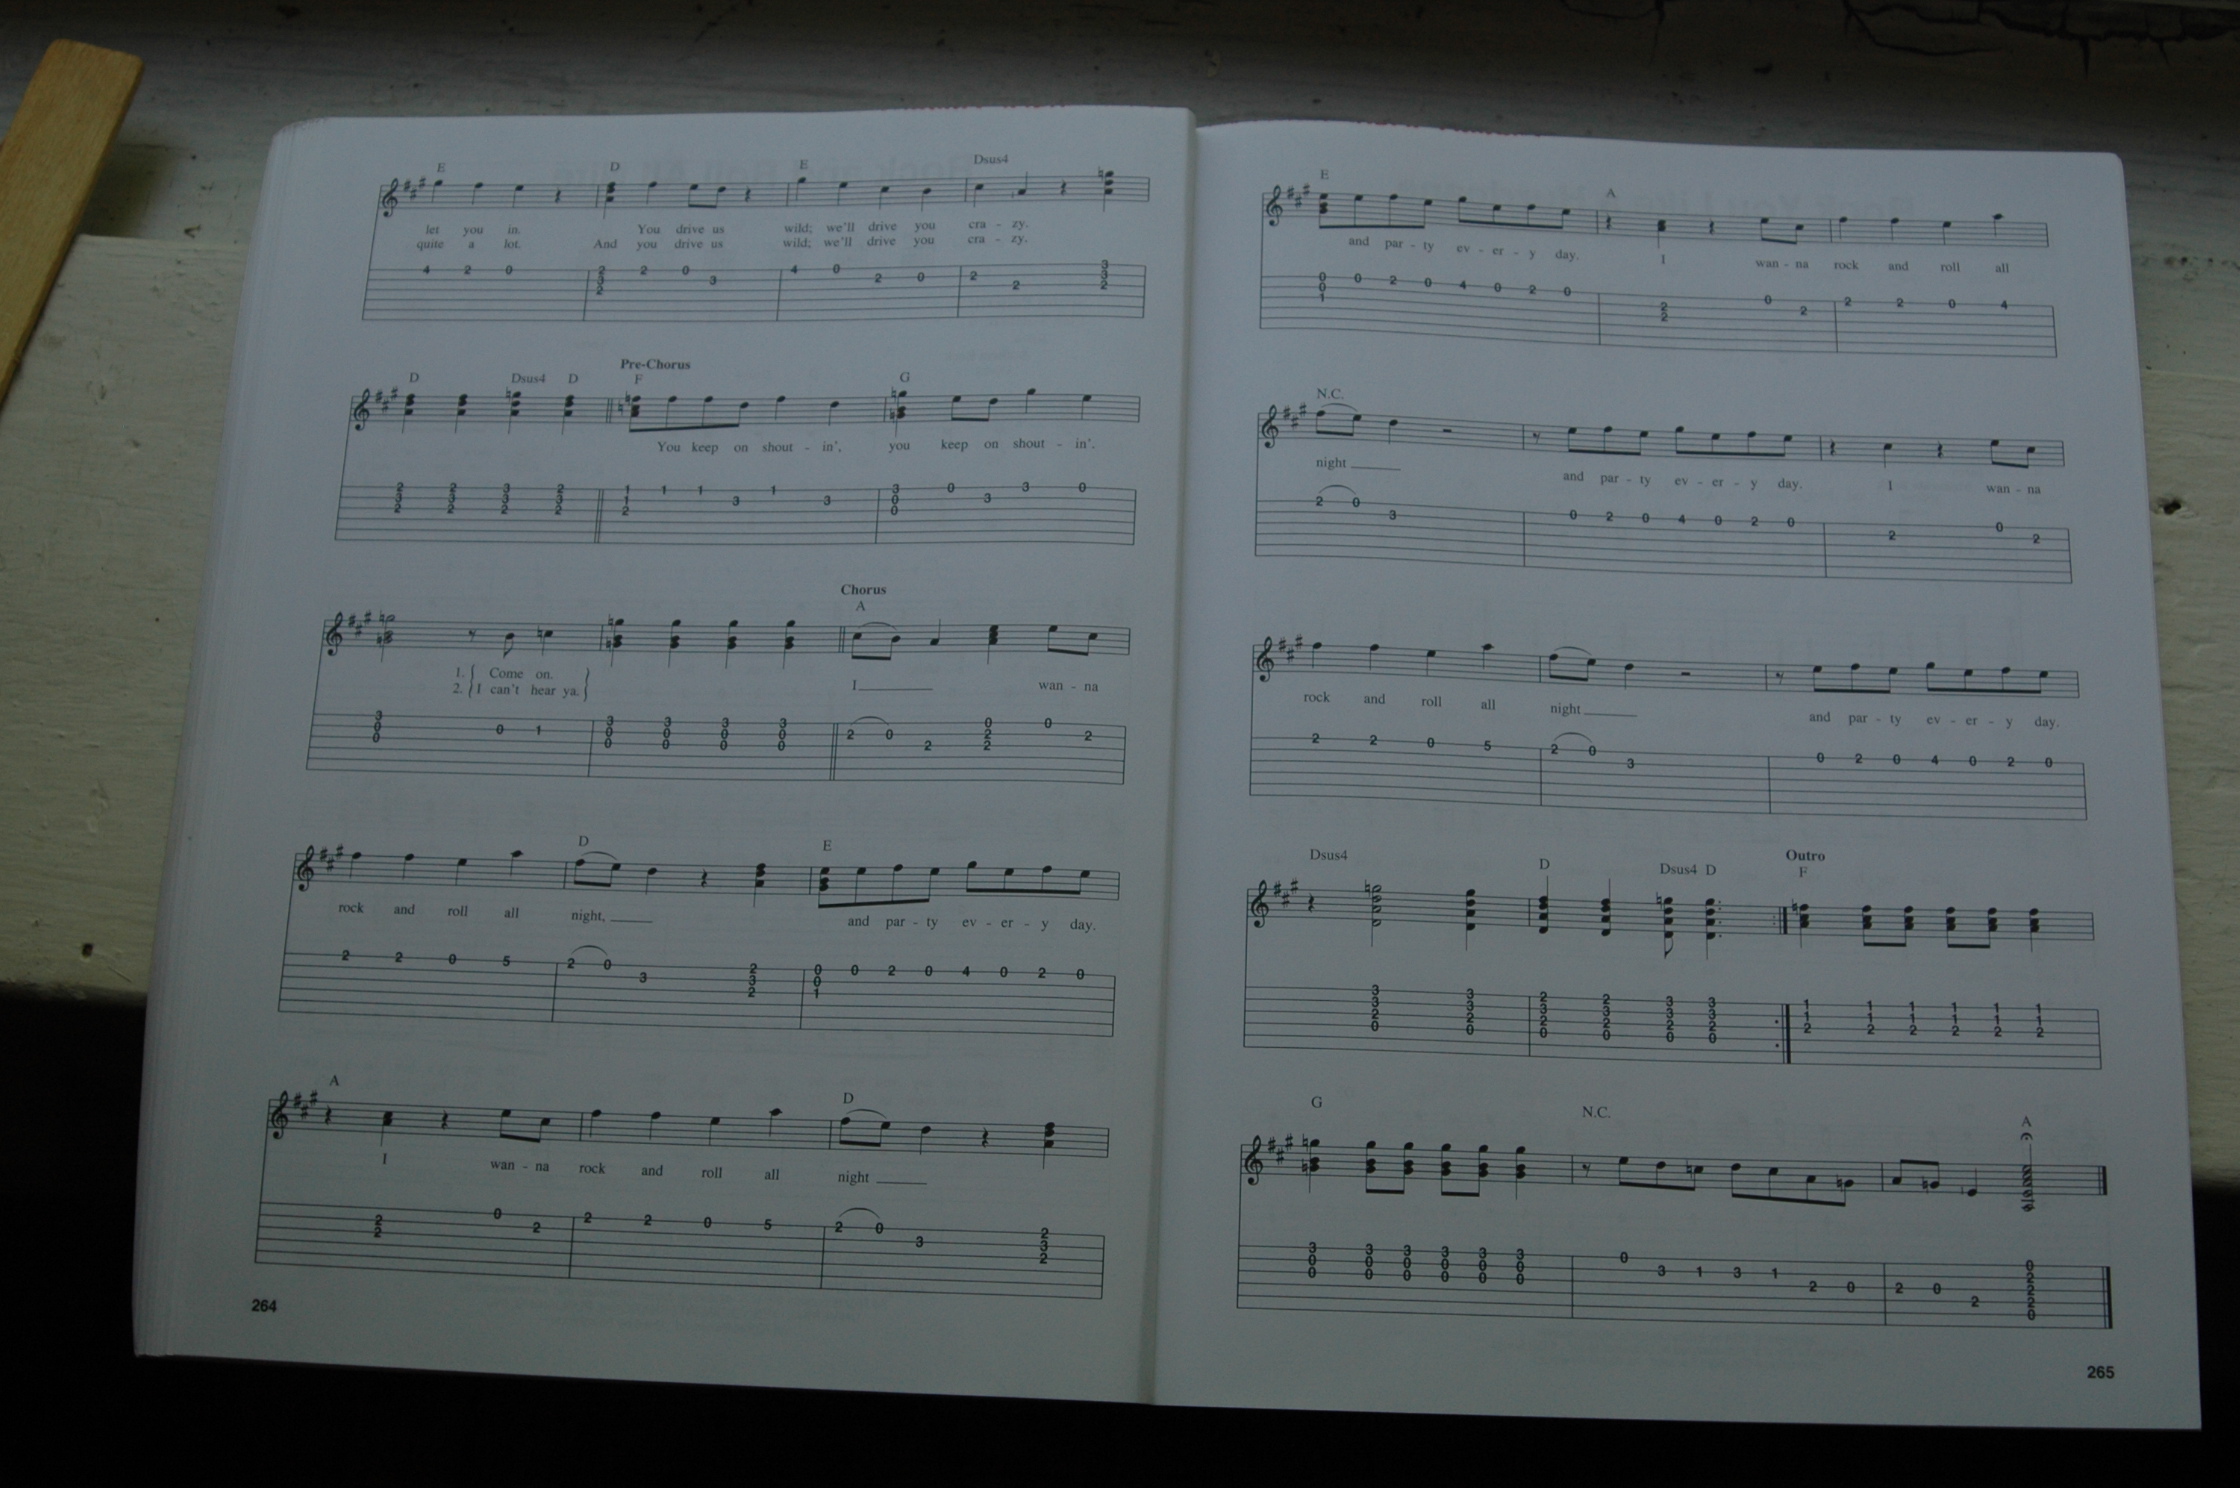 E D E Dsus4
let you in. You drive us wild; we'll drive you cra - zy.
quite a lot. And you drive us wild; we'll drive you cra - zy.
4 2 0 2 3 2 2 0 3 4 0 2 0 2 2 3 3 2
Pre-Chorus
D Dsus4 D F G
You keep on shout - in', you keep on shout - in'.
2 3 2 2 3 2 3 3 2 2 3 2 1 1 2 1 1 3 1 3 3 0 0 0 3 3 0
Chorus
A
1. { Come on. }
2. { I can't hear ya. } I wan - na
3 0 0 0 1 3 0 0 3 0 0 3 0 0 3 0 0 2 0 2 0 2 2 0 2
D E
rock and roll all night, and par - ty ev - er - y day.
2 2 0 5 2 0 3 2 3 2 0 0 1 0 2 0 4 0 2 0
A D
I wan - na rock and roll all night
2 2 0 2 2 2 0 5 2 0 3 2 3 2
264
E A
and par - ty ev - er - y day. I wan - na rock and roll all
0 0 1 0 2 0 4 0 2 0 2 2 0 2 2 2 0 4
N.C.
night and par - ty ev - er - y day. I wan - na
2 0 3 0 2 0 4 0 2 0 2 0 2
rock and roll all night and par - ty ev - er - y day.
2 2 0 5 2 0 3 0 2 0 4 0 2 0
Outro
Dsus4 D Dsus4 D F
3 3 2 0 3 3 2 0 2 3 2 0 2 3 2 0 3 3 2 0 3 3 2 0 1 1 2 1 1 2 1 1 2 1 1 2 1 1 2 1 1 2
G N.C. A
3 0 0 3 0 0 3 0 0 3 0 0 3 0 0 3 0 0 0 3 1 3 1 2 0 2 0 2 0 2 2 2 0
265